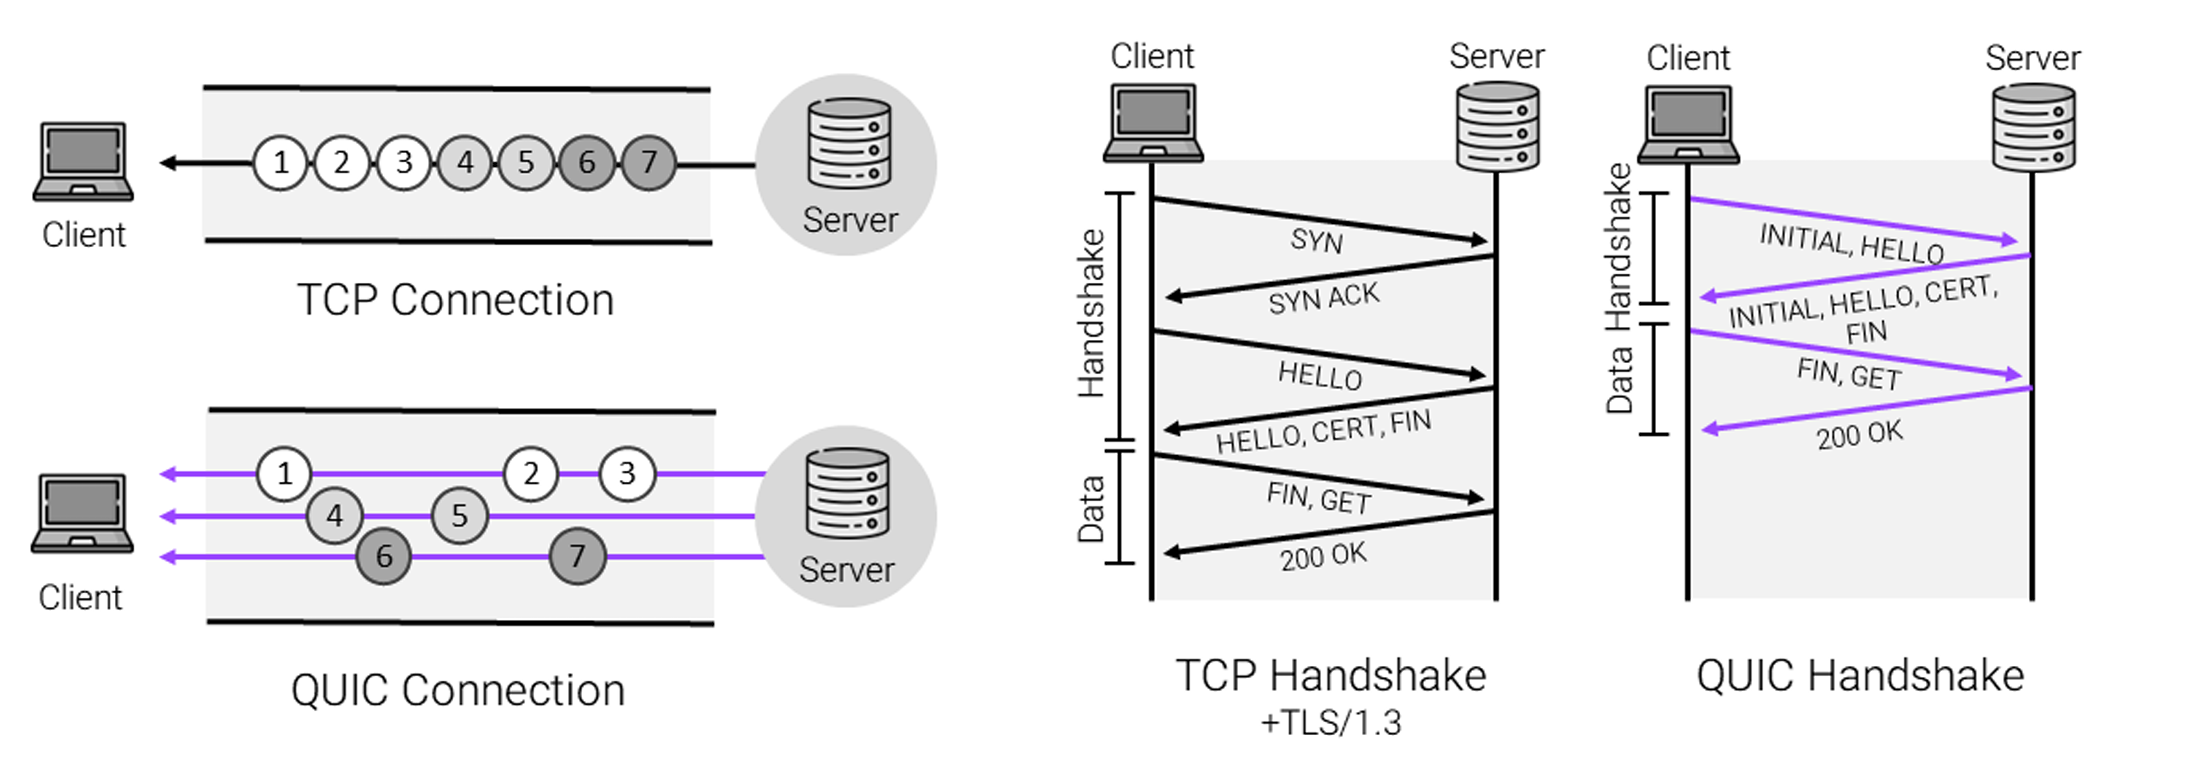 1 2 3 4 5 6 7
Client
Server
TCP Connection
1 2 3
4 5
6 7
Client
Server
QUIC Connection
Client
Server
Handshake
SYN
SYN ACK
HELLO
HELLO, CERT, FIN
Data
FIN, GET
200 OK
TCP Handshake
+TLS/1.3
Client
Server
Handshake
INITIAL, HELLO
INITIAL, HELLO, CERT,
FIN
Data
FIN, GET
200 OK
QUIC Handshake